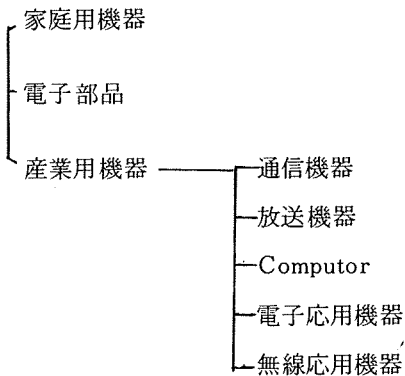 家庭用機器
電子部品
産業用機器
通信機器
放送機器
Computor
電子応用機器
無線応用機器